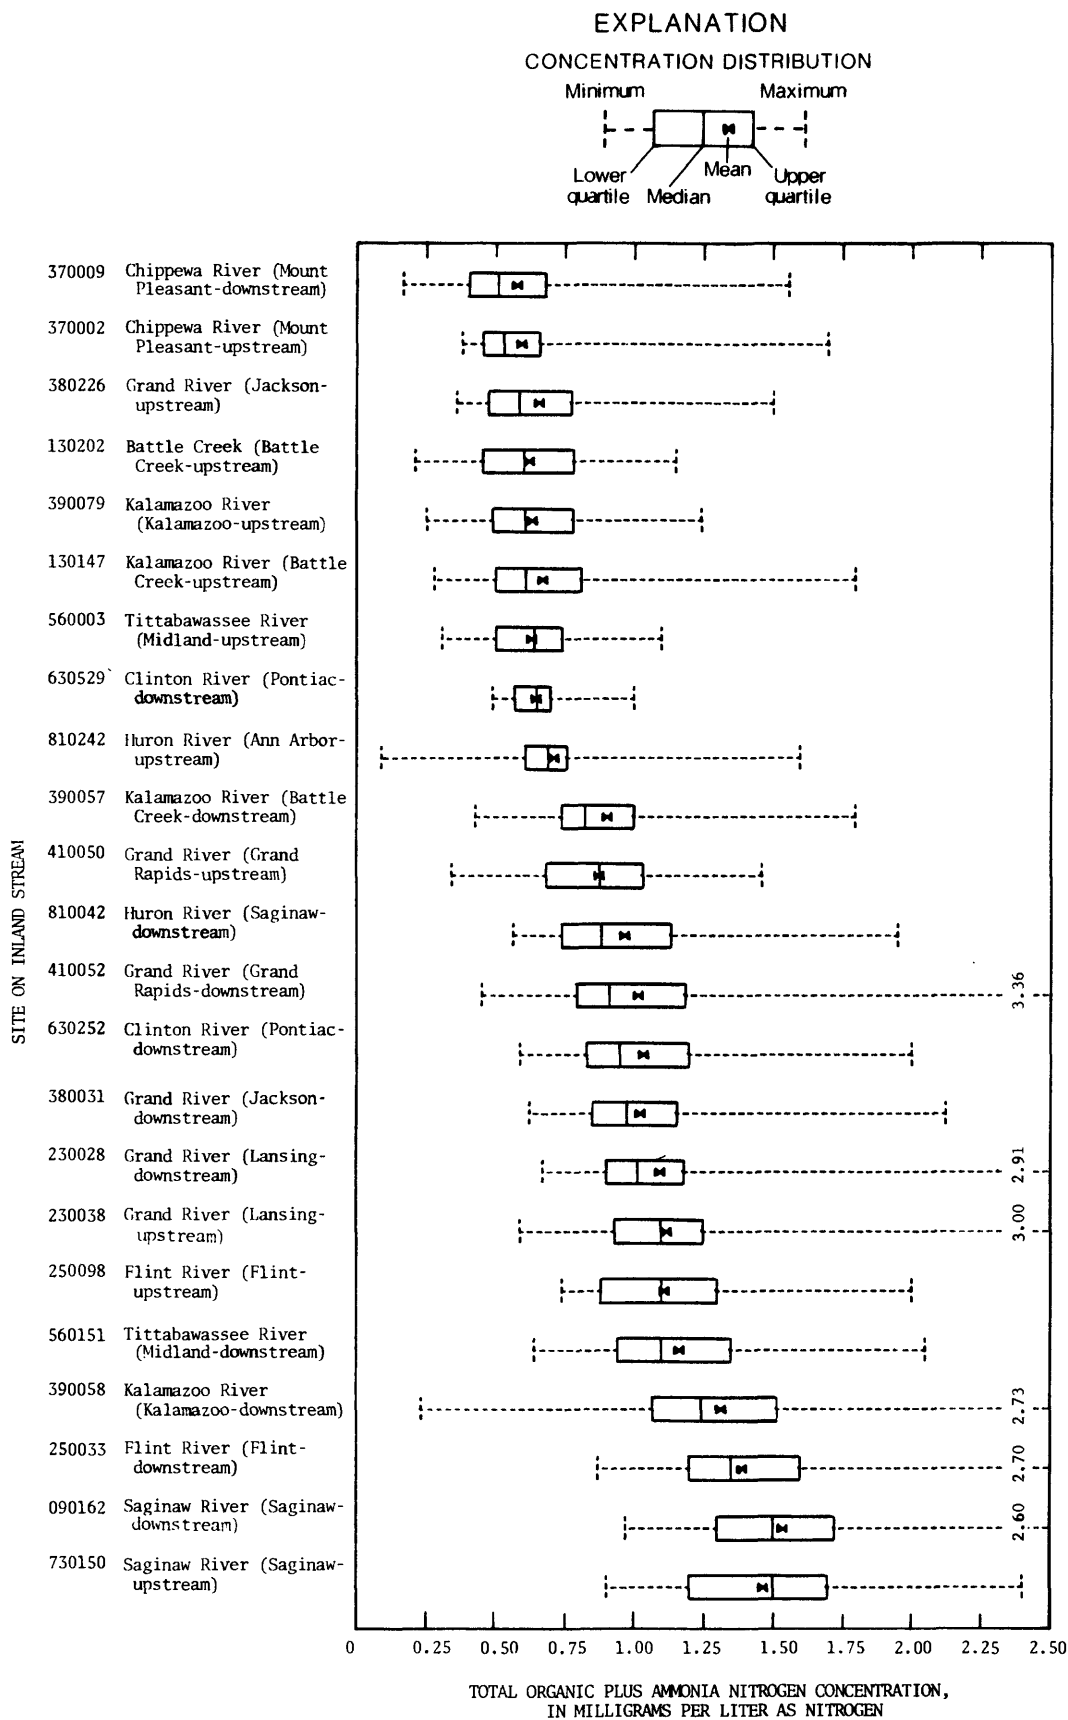 EXPLANATION
CONCENTRATION DISTRIBUTION
Minimum Maximum
Lower quartile
Median
Mean
Upper quartile
SITE ON INLAND STREAM
370009 Chippewa River (Mount
Pleasant-downstream)
370002 Chippewa River (Mount
Pleasant-upstream)
380226 Grand River (Jackson-
upstream)
130202 Battle Creek (Battle
Creek-upstream)
390079 Kalamazoo River
(Kalamazoo-upstream)
130147 Kalamazoo River (Battle
Creek-upstream)
560003 Tittabawassee River
(Midland-upstream)
630529 Clinton River (Pontiac-
downstream)
810242 Huron River (Ann Arbor-
upstream)
390057 Kalamazoo River (Battle
Creek-downstream)
410050 Grand River (Grand
Rapids-upstream)
810042 Huron River (Saginaw-
downstream)
410052 Grand River (Grand
Rapids-downstream)
3.36
630252 Clinton River (Pontiac-
downstream)
380031 Grand River (Jackson-
downstream)
230028 Grand River (Lansing-
downstream)
2.91
230038 Grand River (Lansing-
upstream)
3.00
250098 Flint River (Flint-
upstream)
560151 Tittabawassee River
(Midland-downstream)
390058 Kalamazoo River
(Kalamazoo-downstream)
2.73
250033 Flint River (Flint-
downstream)
2.70
090162 Saginaw River (Saginaw-
downstream)
2.60
730150 Saginaw River (Saginaw-
upstream)
0 0.25 0.50 0.75 1.00 1.25 1.50 1.75 2.00 2.25 2.50
TOTAL ORGANIC PLUS AMMONIA NITROGEN CONCENTRATION,
IN MILLIGRAMS PER LITER AS NITROGEN